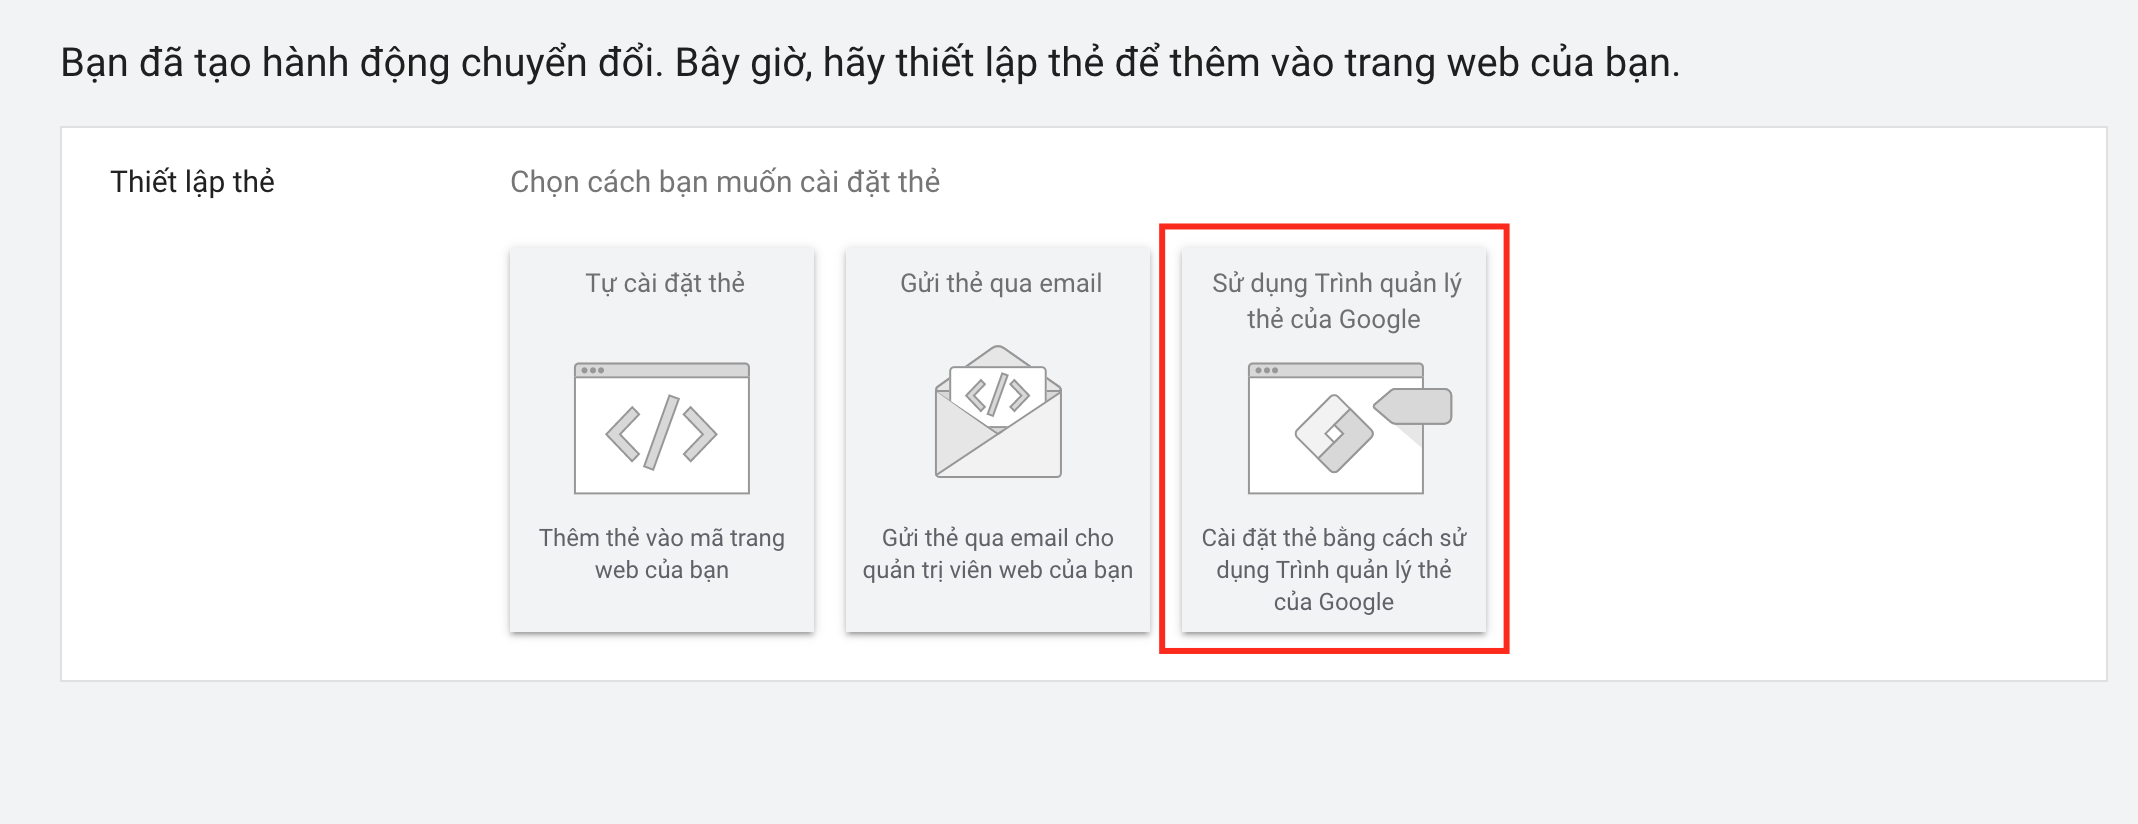 Bạn đã tạo hành động chuyển đổi. Bây giờ, hãy thiết lập thẻ để thêm vào trang web của bạn.
Thiết lập thẻ
Chọn cách bạn muốn cài đặt thẻ
Tự cài đặt thẻ
Thêm thẻ vào mã trang
web của bạn
Gửi thẻ qua email
Gửi thẻ qua email cho
quản trị viên web của bạn
Sử dụng Trình quản lý
thẻ của Google
Cài đặt thẻ bằng cách sử
dụng Trình quản lý thẻ
của Google